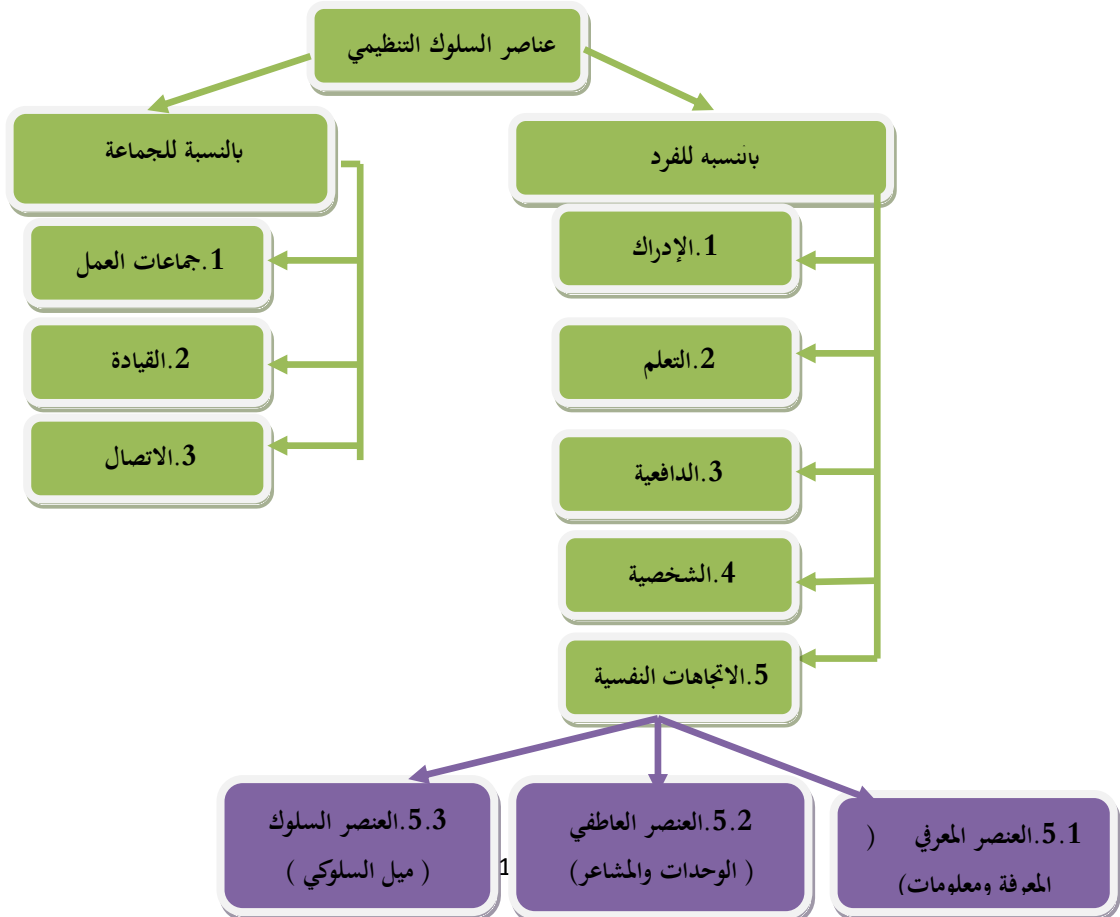 عناصر السلوك التنظيمي
بالنسبه للفرد
بالنسبة للجماعة
1.الإدراك
2.التعلم
3.الدافعية
4.الشخصية
5.الاتجاهات النفسية
1.جماعات العمل
2.القيادة
3.الاتصال
5.1.العنصر المعرفي (
المعرفة ومعلومات)
5.2.العنصر العاطفي
( الوحدات والمشاعر)
5.3.العنصر السلوك
( ميل السلوكي )
1